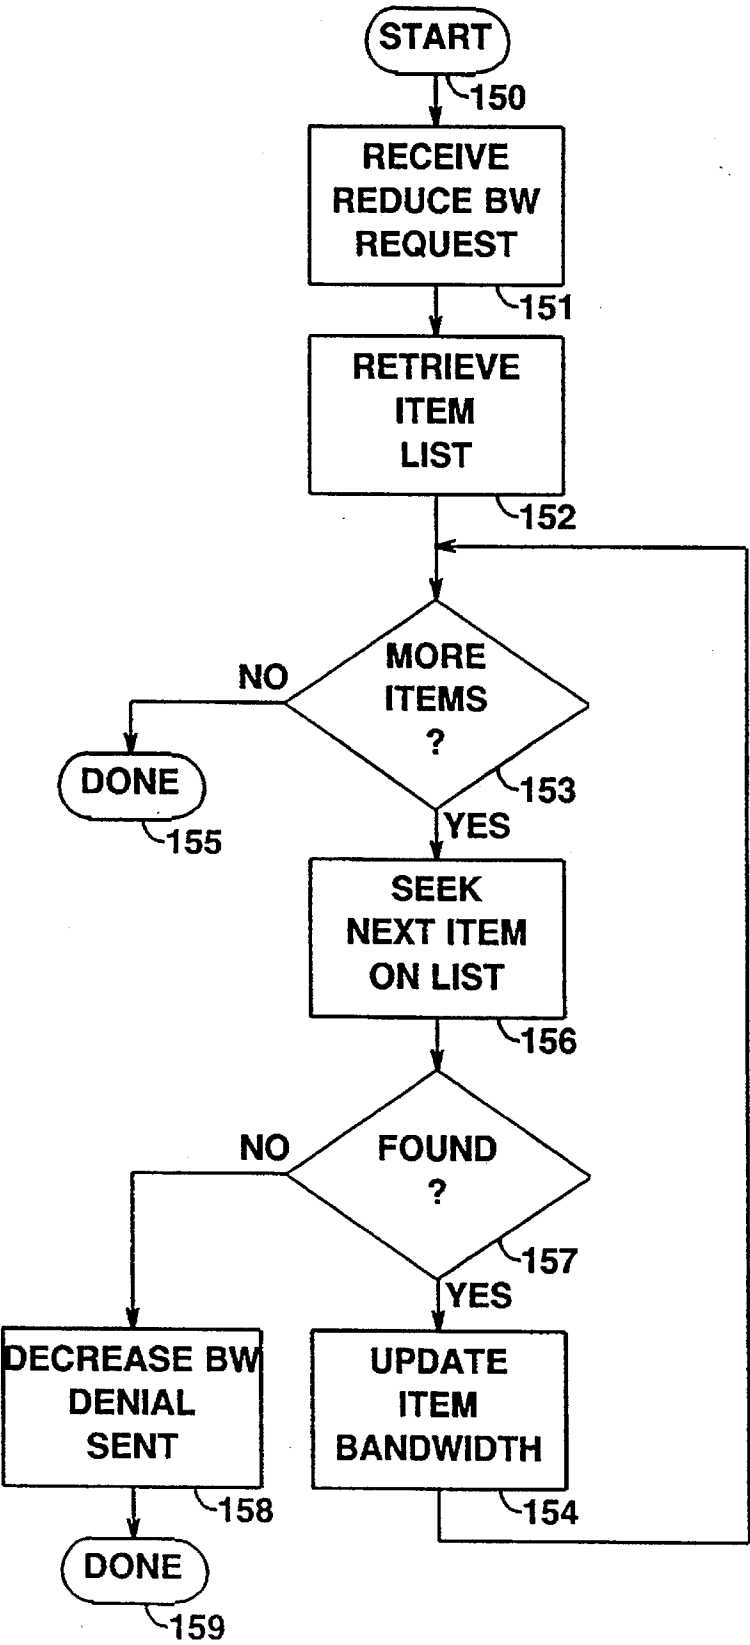 START
150
RECEIVE
REDUCE BW
REQUEST
151
RETRIEVE
ITEM
LIST
152
MORE
ITEMS
?
NO
153
DONE
155
YES
SEEK
NEXT ITEM
ON LIST
156
FOUND
?
NO
157
YES
DECREASE BW
DENIAL
SENT
158
UPDATE
ITEM
BANDWIDTH
154
DONE
159